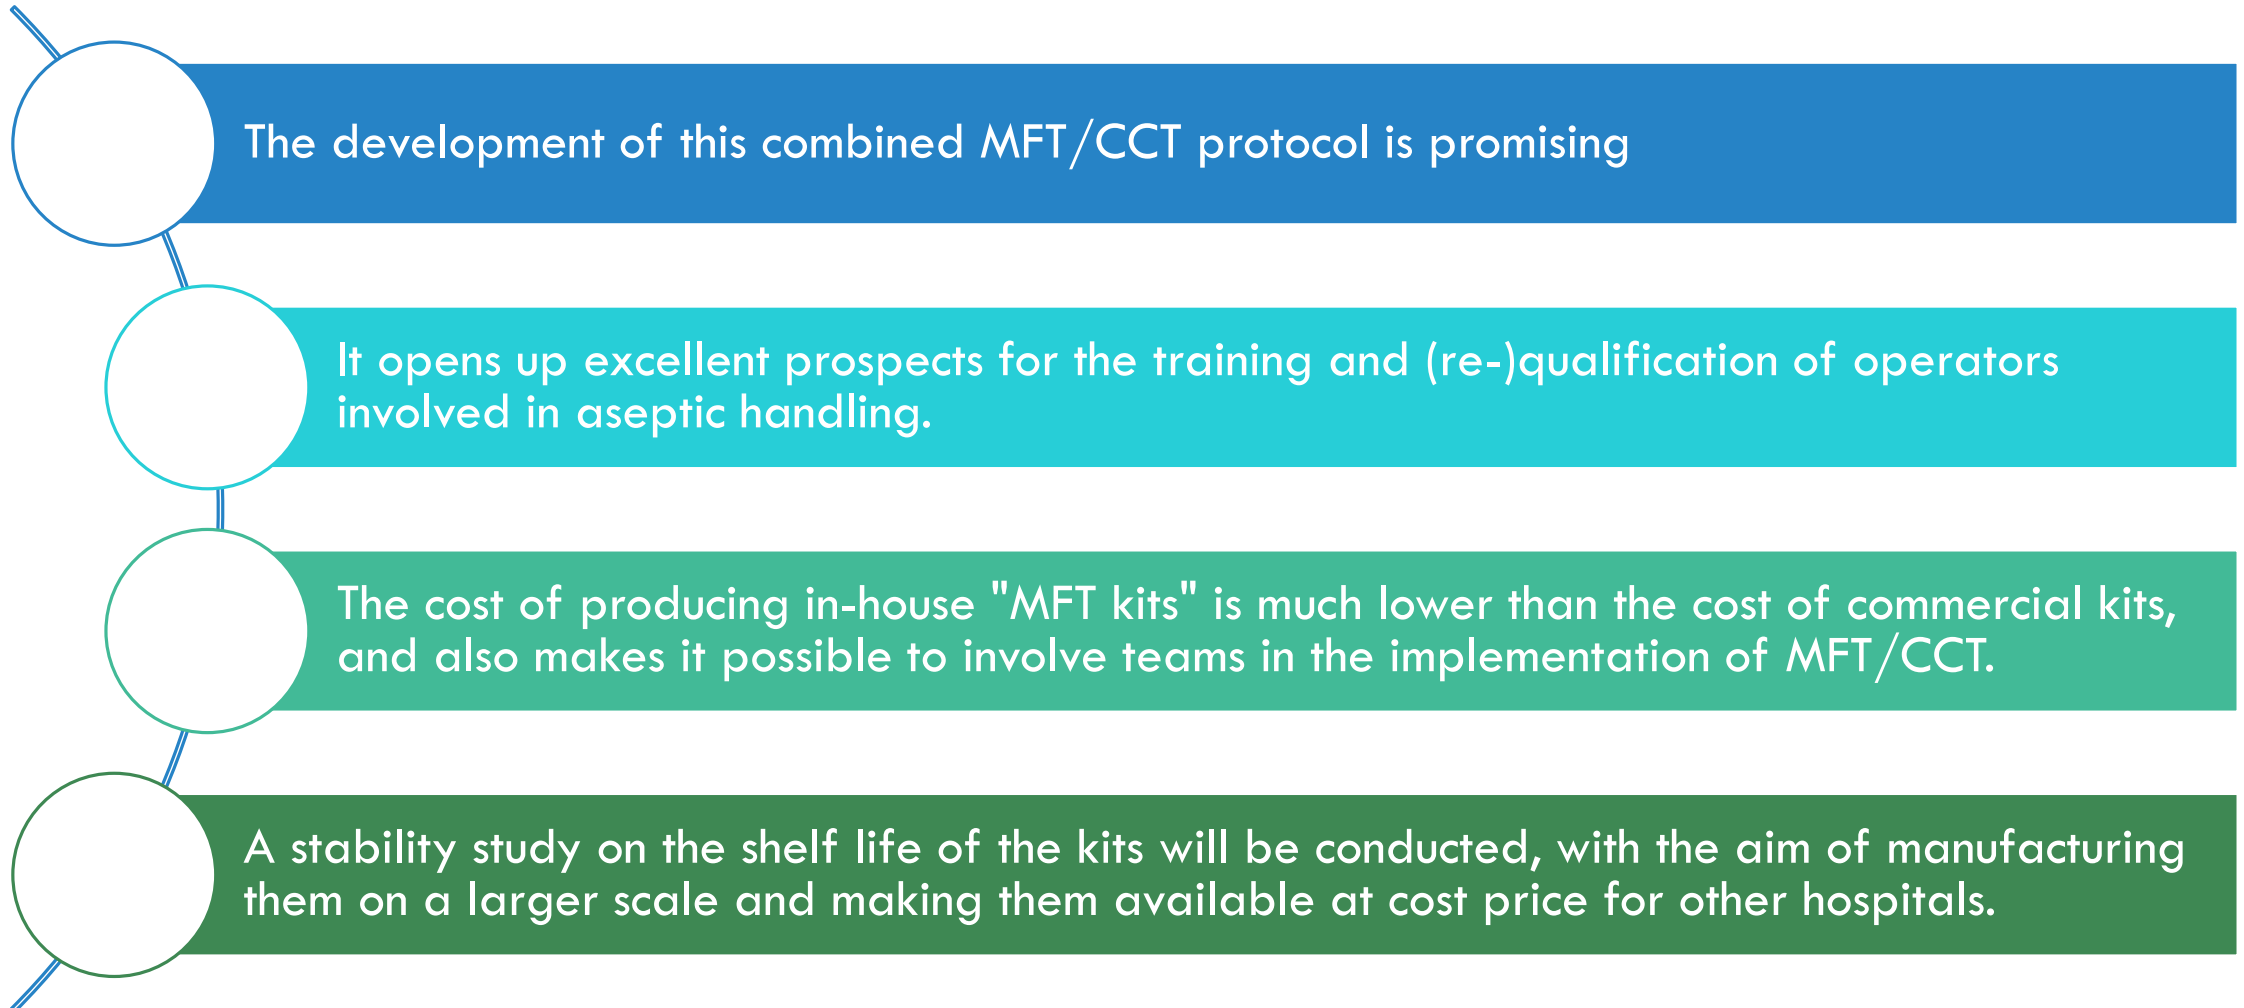 The development of this combined MFT/CCT protocol is promising
It opens up excellent prospects for the training and (re-)qualification of operators
involved in aseptic handling.
The cost of producing in-house "MFT kits" is much lower than the cost of commercial kits,
and also makes it possible to involve teams in the implementation of MFT/CCT.
A stability study on the shelf life of the kits will be conducted, with the aim of manufacturing
them on a larger scale and making them available at cost price for other hospitals.